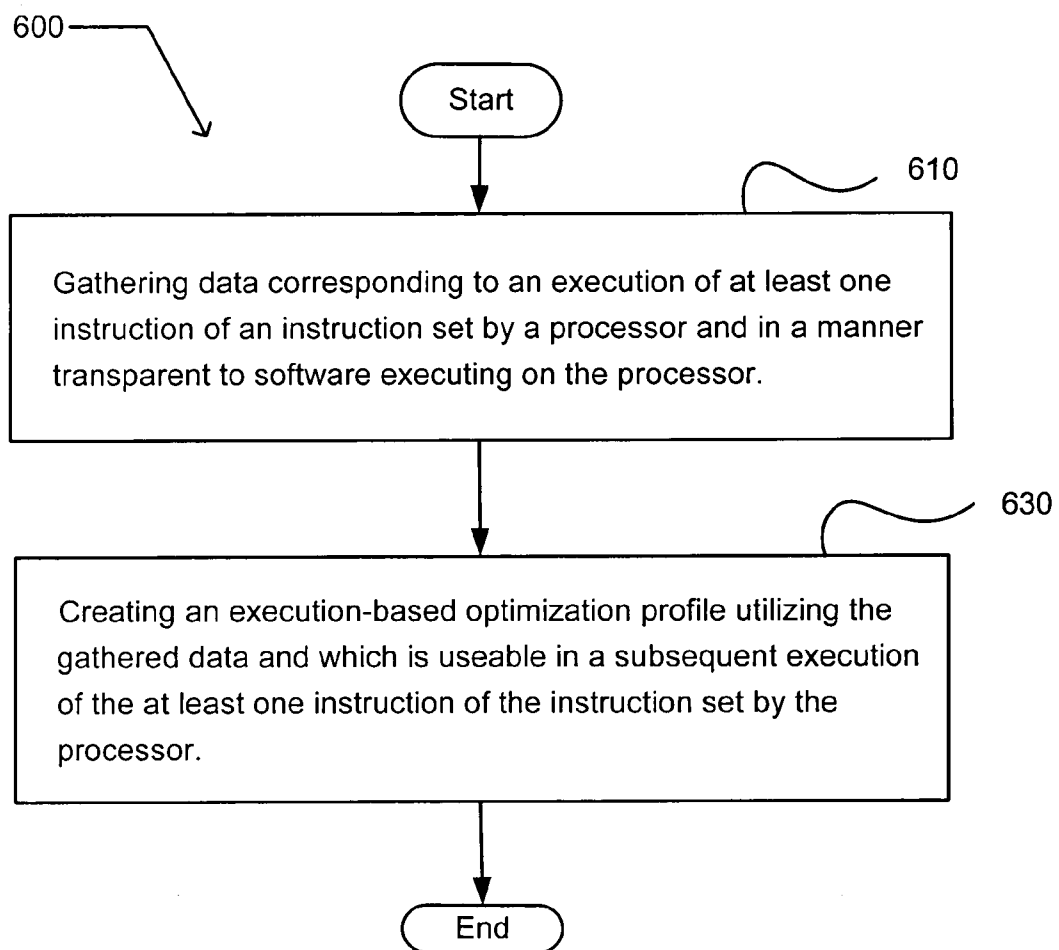 600
Start
610
Gathering data corresponding to an execution of at least one
instruction of an instruction set by a processor and in a manner
transparent to software executing on the processor.
630
Creating an execution-based optimization profile utilizing the
gathered data and which is useable in a subsequent execution
of the at least one instruction of the instruction set by the
processor.
End